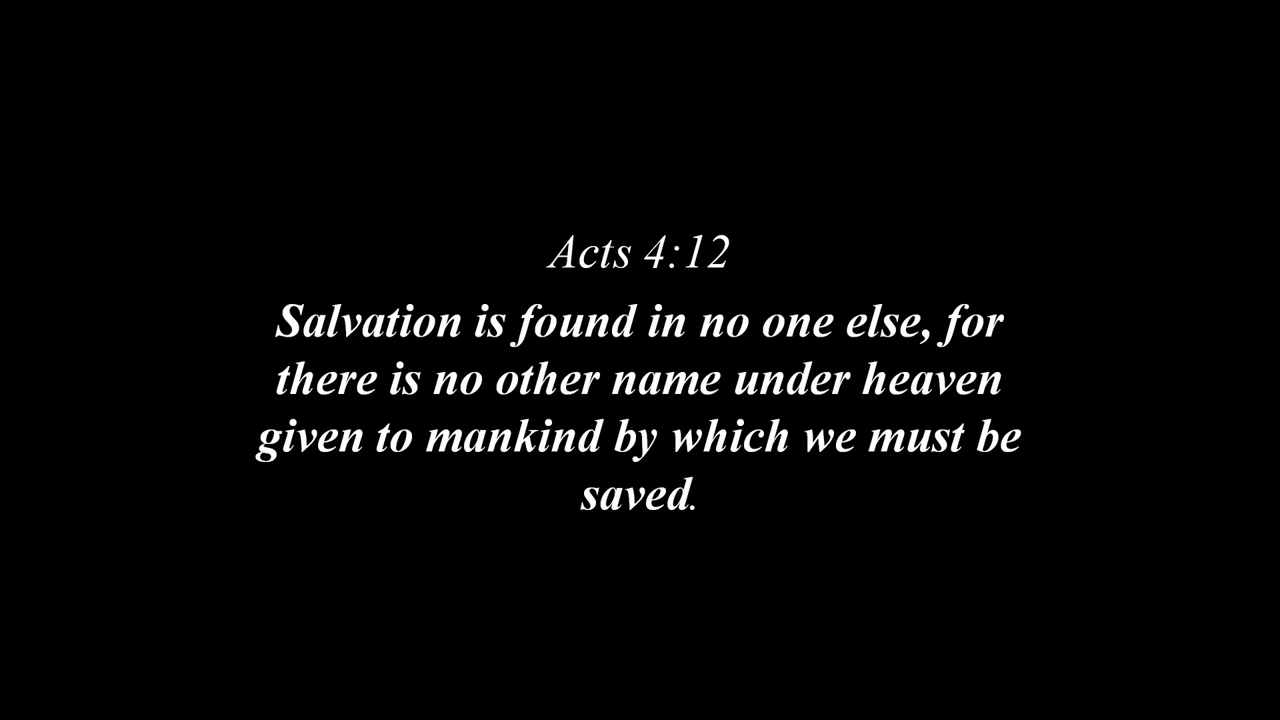 Acts 4:12
Salvation is found in no one else, for
there is no other name under heaven
given to mankind by which we must be
saved.